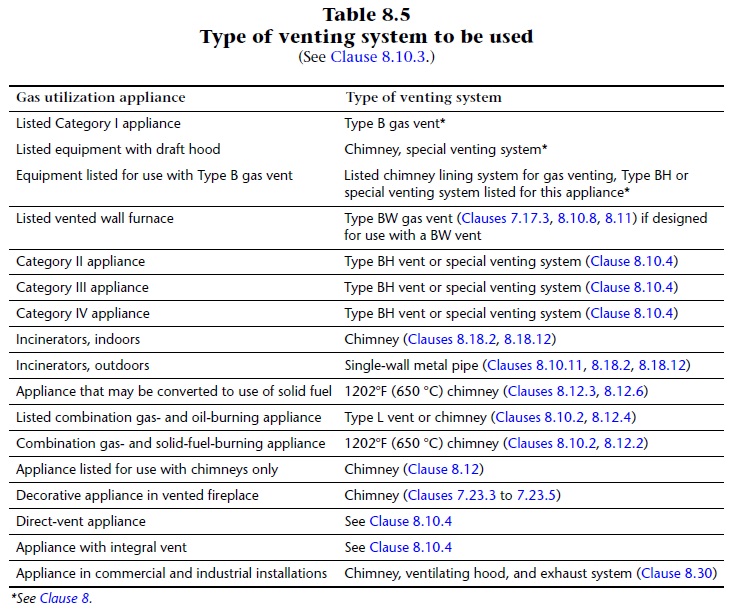 Table 8.5
Type of venting system to be used
(See Clause 8.10.3.)
Gas utilization appliance Type of venting system
Listed Category I appliance Type B gas vent*
Listed equipment with draft hood Chimney, special venting system*
Equipment listed for use with Type B gas vent Listed chimney lining system for gas venting, Type BH or
special venting system listed for this appliance*
Listed vented wall furnace Type BW gas vent (Clauses 7.17.3, 8.10.8, 8.11) if designed
for use with a BW vent
Category II appliance Type BH vent or special venting system (Clause 8.10.4)
Category III appliance Type BH vent or special venting system (Clause 8.10.4)
Category IV appliance Type BH vent or special venting system (Clause 8.10.4)
Incinerators, indoors Chimney (Clauses 8.18.2, 8.18.12)
Incinerators, outdoors Single-wall metal pipe (Clauses 8.10.11, 8.18.2, 8.18.12)
Appliance that may be converted to use of solid fuel 1202°F (650 °C) chimney (Clauses 8.12.3, 8.12.6)
Listed combination gas- and oil-burning appliance Type L vent or chimney (Clauses 8.10.2, 8.12.4)
Combination gas- and solid-fuel-burning appliance 1202°F (650 °C) chimney (Clauses 8.10.2, 8.12.2)
Appliance listed for use with chimneys only Chimney (Clause 8.12)
Decorative appliance in vented fireplace Chimney (Clauses 7.23.3 to 7.23.5)
Direct-vent appliance See Clause 8.10.4
Appliance with integral vent See Clause 8.10.4
Appliance in commercial and industrial installations Chimney, ventilating hood, and exhaust system (Clause 8.30)
*See Clause 8.